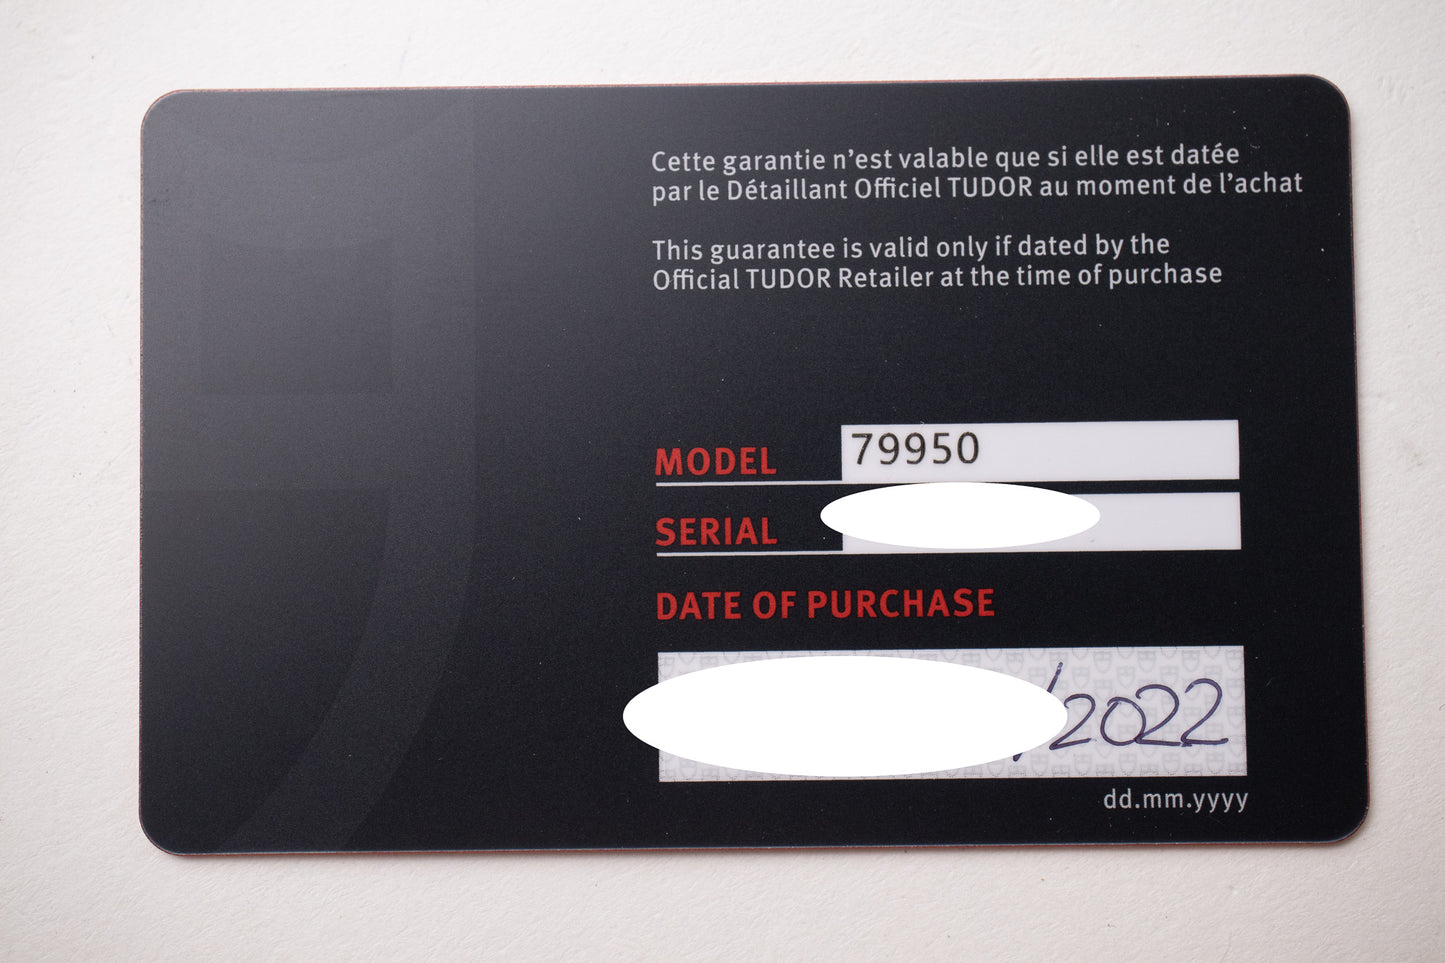 Cette garantie n’est valable que si elle est datée
par le Détaillant Officiel TUDOR au moment de l’achat
This guarantee is valid only if dated by the
Official TUDOR Retailer at the time of purchase
MODEL 79950
SERIAL
DATE OF PURCHASE
/2022
dd.mm.yyyy